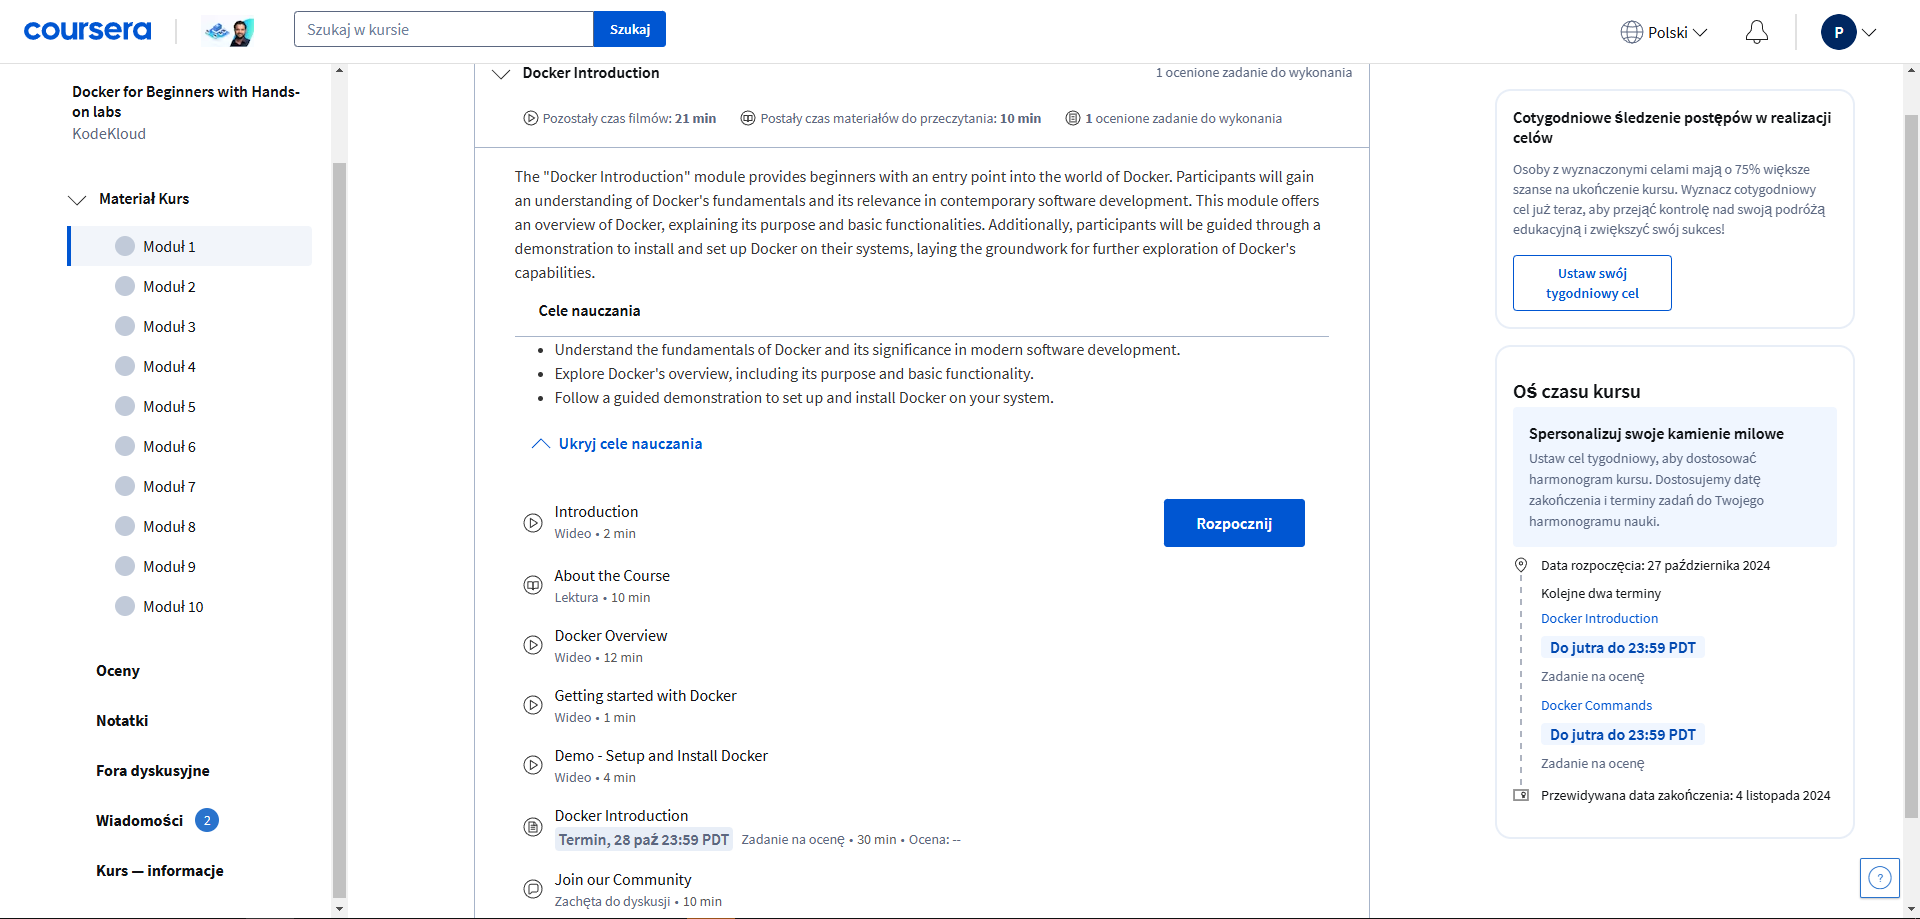 coursera
Szukaj w kursie
Szukaj
Polski
P
Docker for Beginners with Hands-
on labs
KodeKloud
Materiał Kurs
Moduł 1
Moduł 2
Moduł 3
Moduł 4
Moduł 5
Moduł 6
Moduł 7
Moduł 8
Moduł 9
Moduł 10
Oceny
Notatki
Fora dyskusyjne
Wiadomości 2
Kurs — informacje
Docker Introduction
1 ocenione zadanie do wykonania
Pozostały czas filmów: 21 min
Postały czas materiałów do przeczytania: 10 min
1 ocenione zadanie do wykonania
The "Docker Introduction" module provides beginners with an entry point into the world of Docker. Participants will gain
an understanding of Docker's fundamentals and its relevance in contemporary software development. This module offers
an overview of Docker, explaining its purpose and basic functionalities. Additionally, participants will be guided through a
demonstration to install and set up Docker on their systems, laying the groundwork for further exploration of Docker's
capabilities.
Cele nauczania
• Understand the fundamentals of Docker and its significance in modern software development.
• Explore Docker's overview, including its purpose and basic functionality.
• Follow a guided demonstration to set up and install Docker on your system.
Ukryj cele nauczania
Introduction
Wideo • 2 min
Rozpocznij
About the Course
Lektura • 10 min
Docker Overview
Wideo • 12 min
Getting started with Docker
Wideo • 1 min
Demo - Setup and Install Docker
Wideo • 4 min
Docker Introduction
Termin, 28 paź 23:59 PDT Zadanie na ocenę • 30 min • Ocena: --
Join our Community
Zachęta do dyskusji • 10 min
Cotygodniowe śledzenie postępów w realizacji
celów
Osoby z wyznaczonymi celami mają o 75% większe
szanse na ukończenie kursu. Wyznacz cotygodniowy
cel już teraz, aby przejąć kontrolę nad swoją podróżą
edukacyjną i zwiększyć swój sukces!
Ustaw swój
tygodniowy cel
Oś czasu kursu
Spersonalizuj swoje kamienie milowe
Ustaw cel tygodniowy, aby dostosować
harmonogram kursu. Dostosujemy datę
zakończenia i terminy zadań do Twojego
harmonogramu nauki.
Data rozpoczęcia: 27 października 2024
Kolejne dwa terminy
Docker Introduction
Do jutra do 23:59 PDT
Zadanie na ocenę
Docker Commands
Do jutra do 23:59 PDT
Zadanie na ocenę
Przewidywana data zakończenia: 4 listopada 2024
?